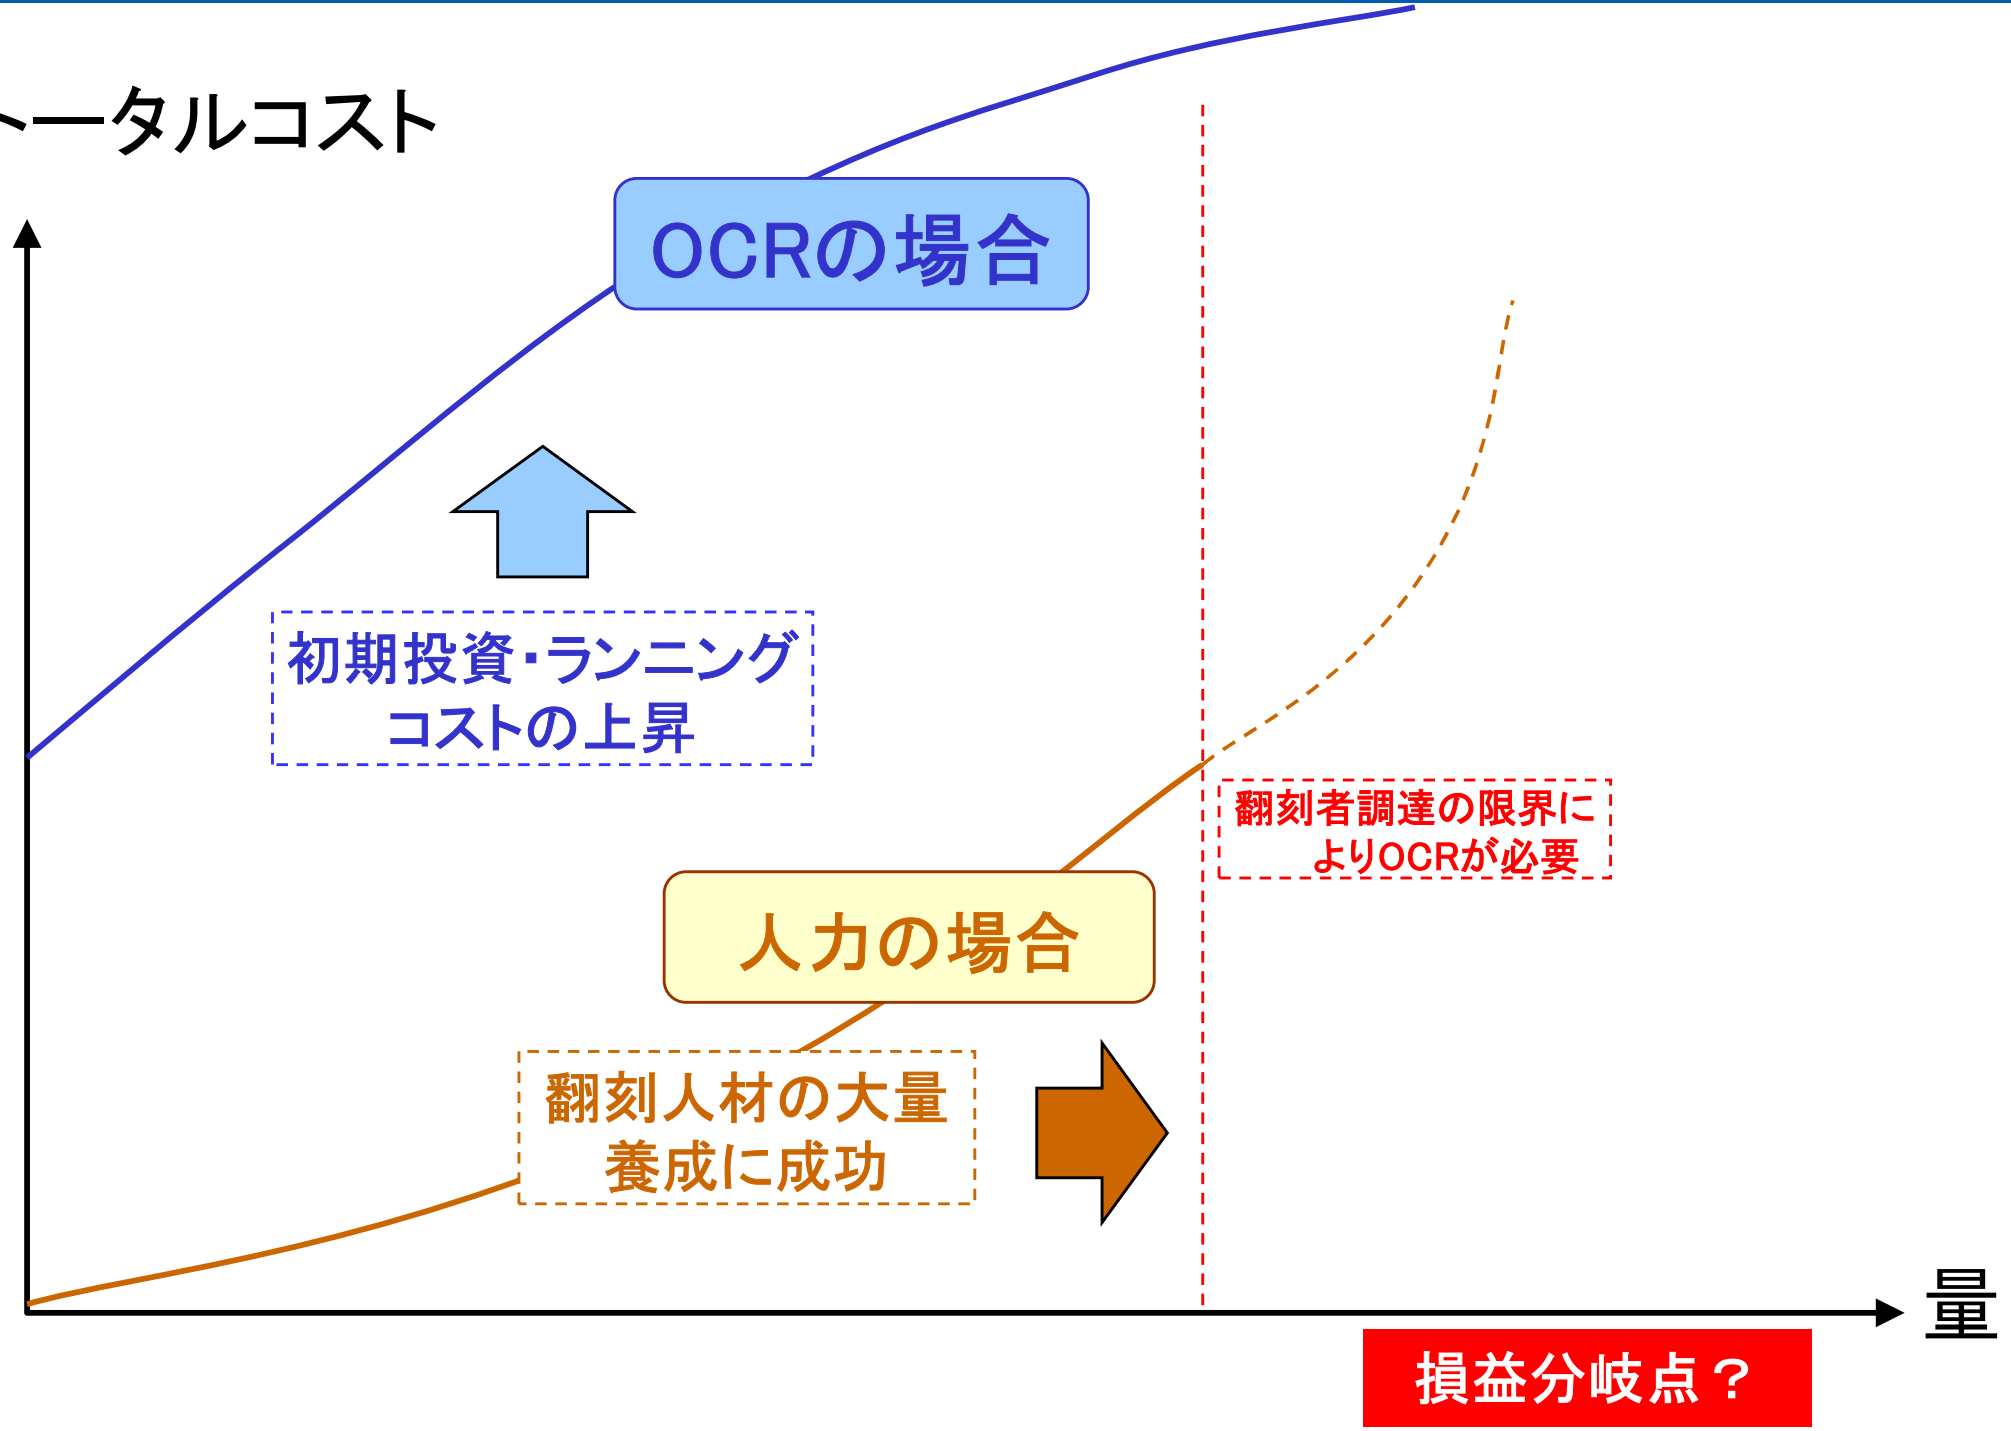 トータルコスト
OCRの場合
初期投資・ランニング
コストの上昇
翻刻者調達の限界に
よりOCRが必要
人力の場合
翻刻人材の大量
養成に成功
量
損益分岐点？